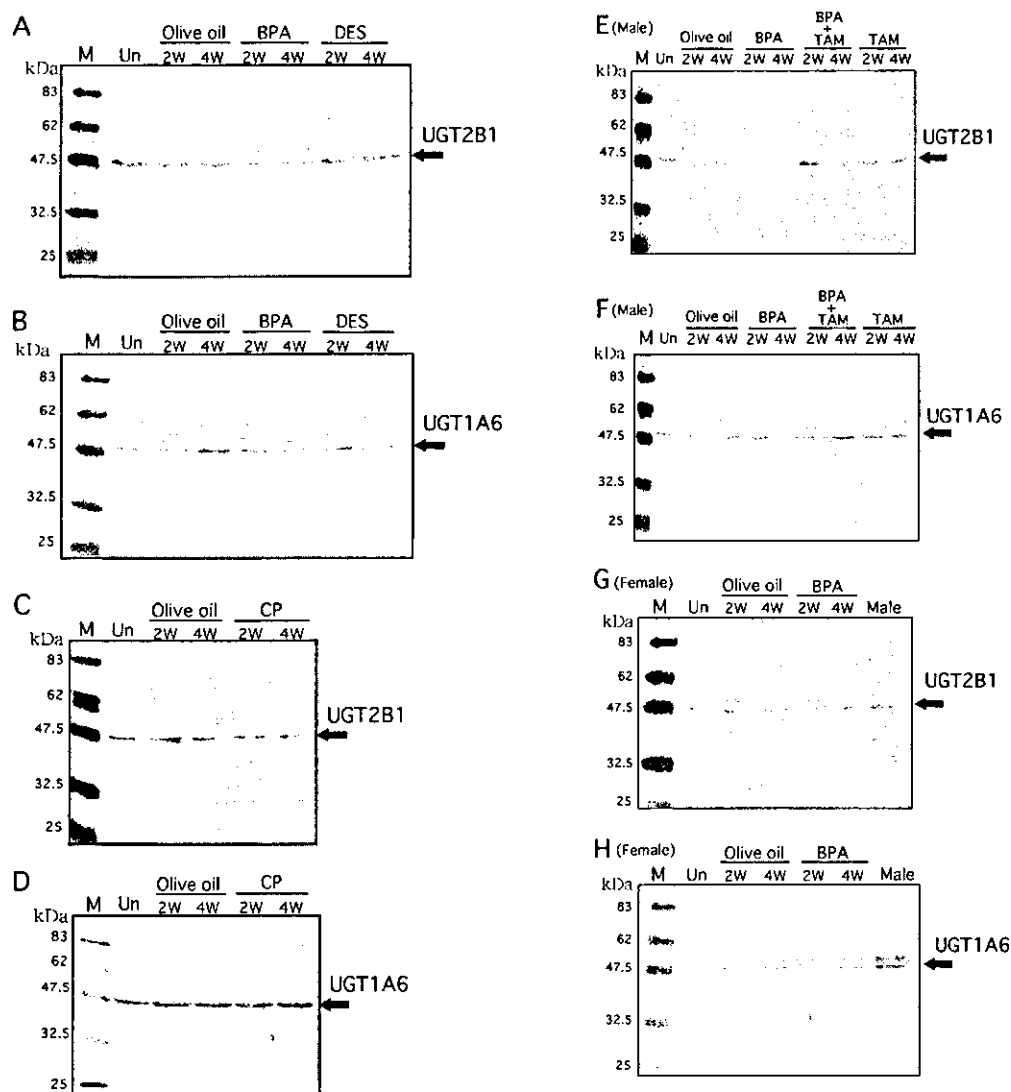 A
Olive oil BPA DES
M Un 2W 4W 2W 4W 2W 4W
kDa
83
62
47.5
32.5
25
UGT2B1
B
Olive oil BPA DES
M Un 2W 4W 2W 4W 2W 4W
kDa
83
62
47.5
32.5
25
UGT1A6
C
Olive oil CP
M Un 2W 4W 2W 4W
kDa
83
62
47.5
32.5
25
UGT2B1
D
Olive oil CP
M Un 2W 4W 2W 4W
kDa
83
62
47.5
32.5
25
UGT1A6
E (Male)
BPA
+
Olive oil BPA TAM TAM
M Un 2W 4W 2W 4W 2W 4W 2W 4W
kDa
83
62
47.5
32.5
25
UGT2B1
F (Male)
BPA
+
Olive oil BPA TAM TAM
M Un 2W 4W 2W 4W 2W 4W 2W 4W
kDa
83
62
47.5
32.5
25
UGT1A6
G (Female)
Olive oil BPA
M Un 2W 4W 2W 4W Male
kDa
83
62
47.5
32.5
25
UGT2B1
H (Female)
Olive oil BPA
M Un 2W 4W 2W 4W Male
kDa
83
62
47.5
32.5
25
UGT1A6